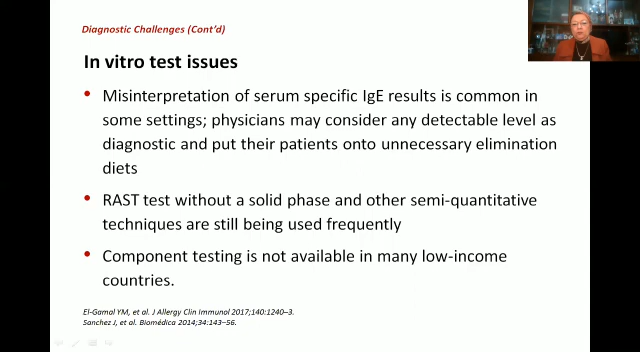 Diagnostic Challenges (Cont'd)
In vitro test issues
• Misinterpretation of serum specific IgE results is common in
some settings; physicians may consider any detectable level as
diagnostic and put their patients onto unnecessary elimination
diets
• RAST test without a solid phase and other semi-quantitative
techniques are still being used frequently
• Component testing is not available in many low-income
countries.
El-Gamal YM, et al. J Allergy Clin Immunol 2017;140:1240–3.
Sanchez J, et al. Biomédica 2014;34:143–56.